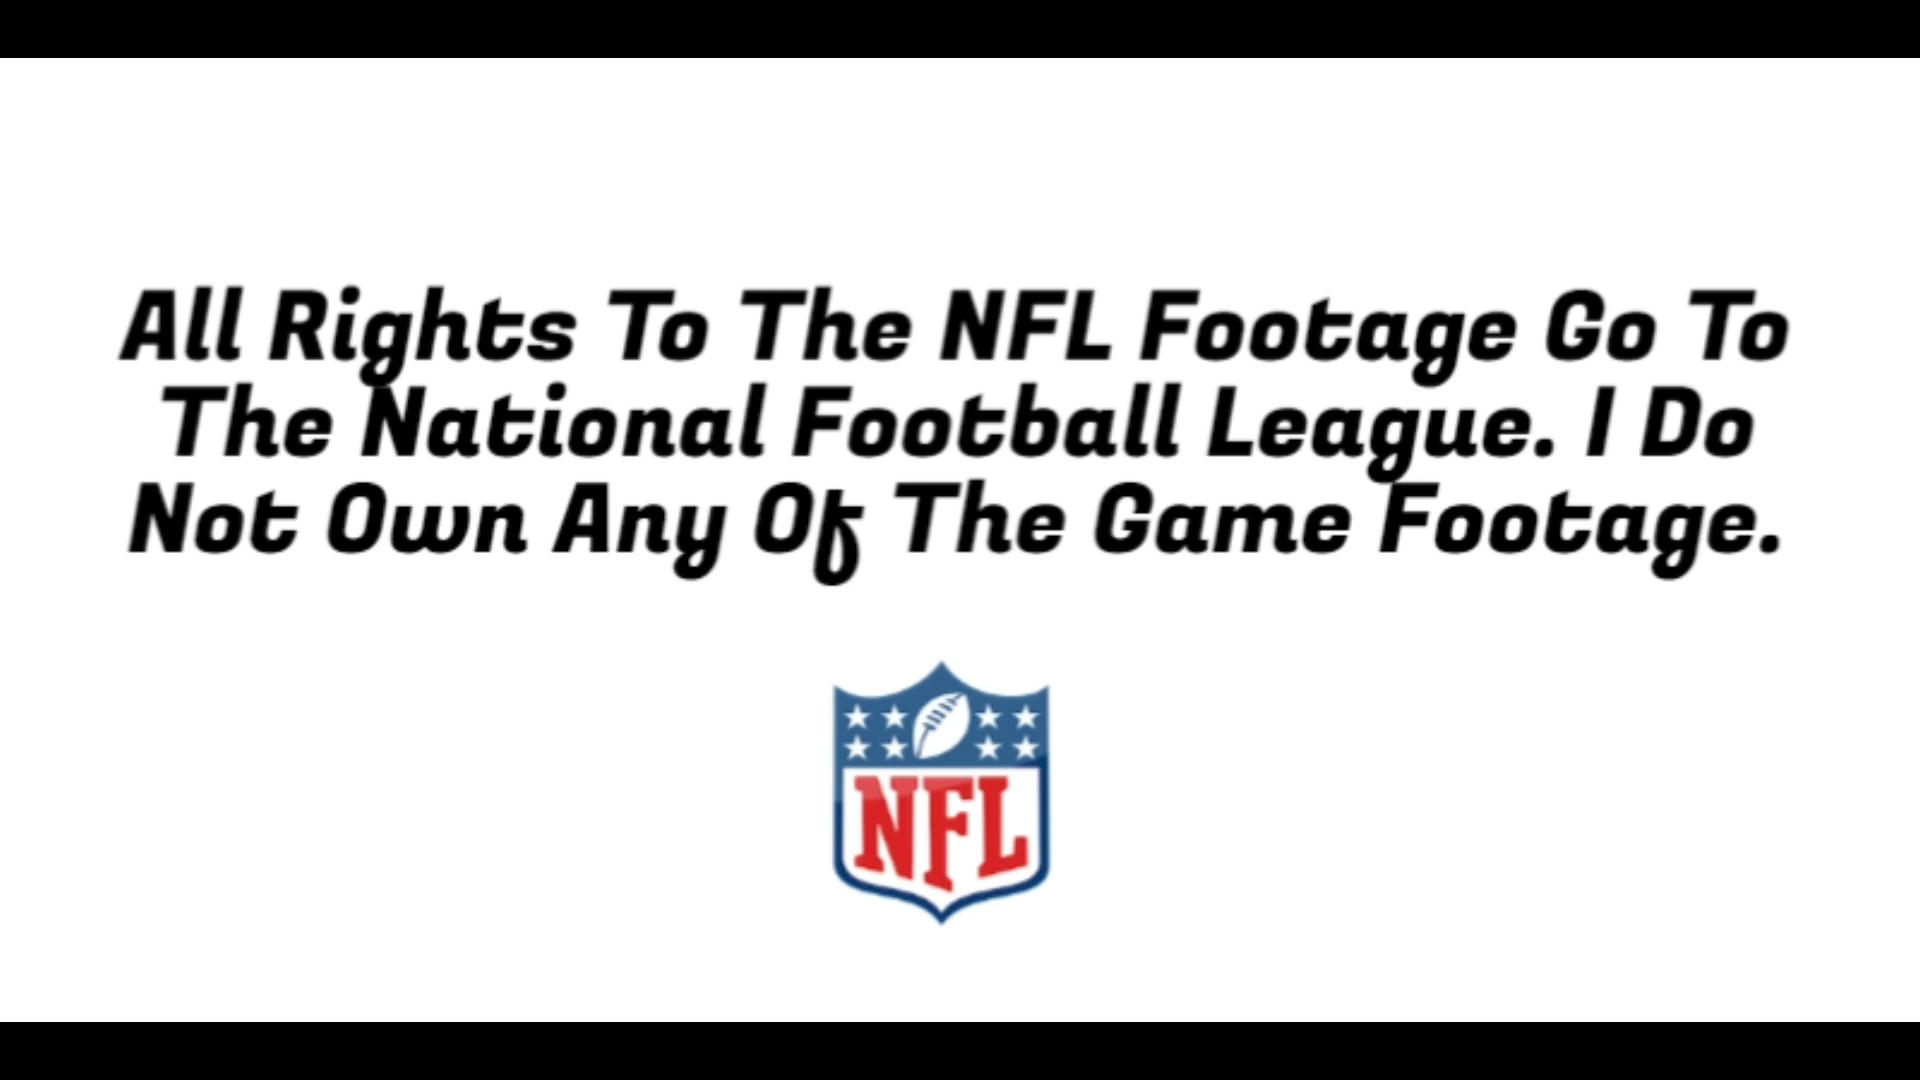 All Rights To The NFL Footage Go To
The National Football League. I Do
Not Own Any Of The Game Footage.
NFL